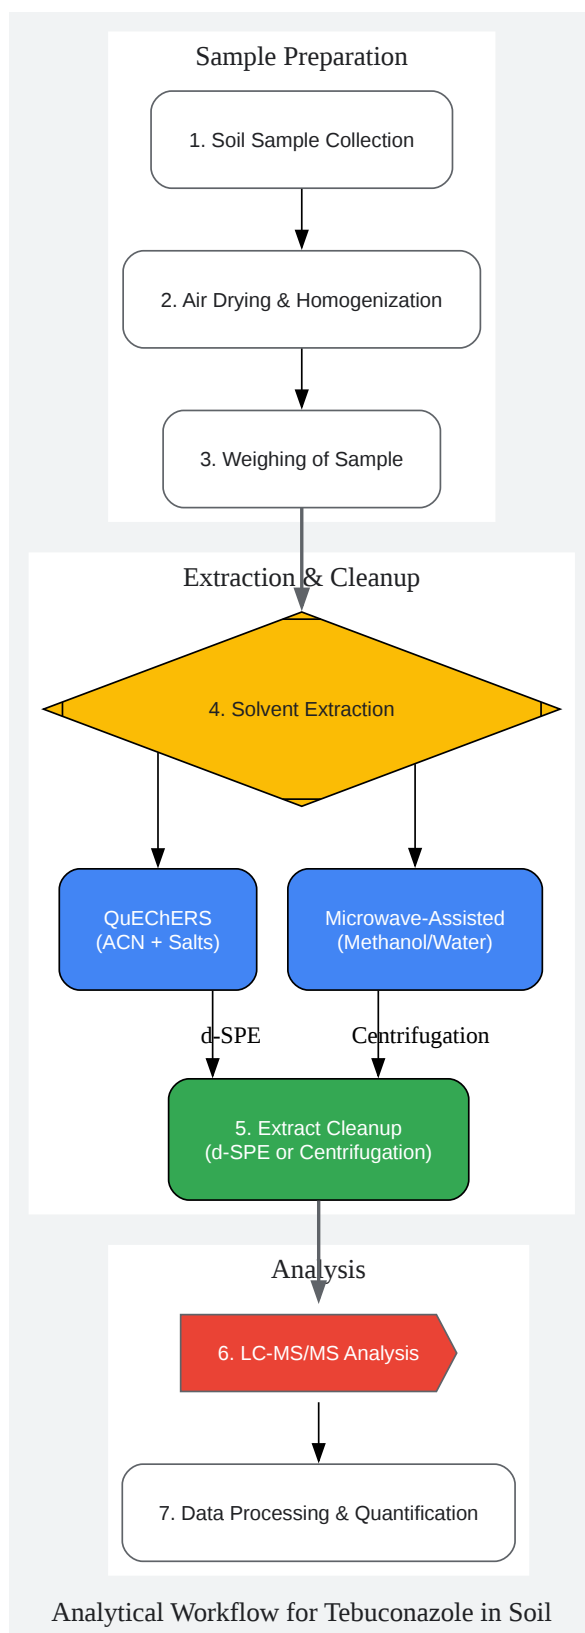 Sample Preparation
1. Soil Sample Collection
2. Air Drying & Homogenization
3. Weighing of Sample
Extraction & Cleanup
4. Solvent Extraction
QuEChERS
(ACN + Salts)
Microwave-Assisted
(Methanol/Water)
d-SPE
Centrifugation
5. Extract Cleanup
(d-SPE or Centrifugation)
Analysis
6. LC-MS/MS Analysis
7. Data Processing & Quantification
Analytical Workflow for Tebuconazole in Soil